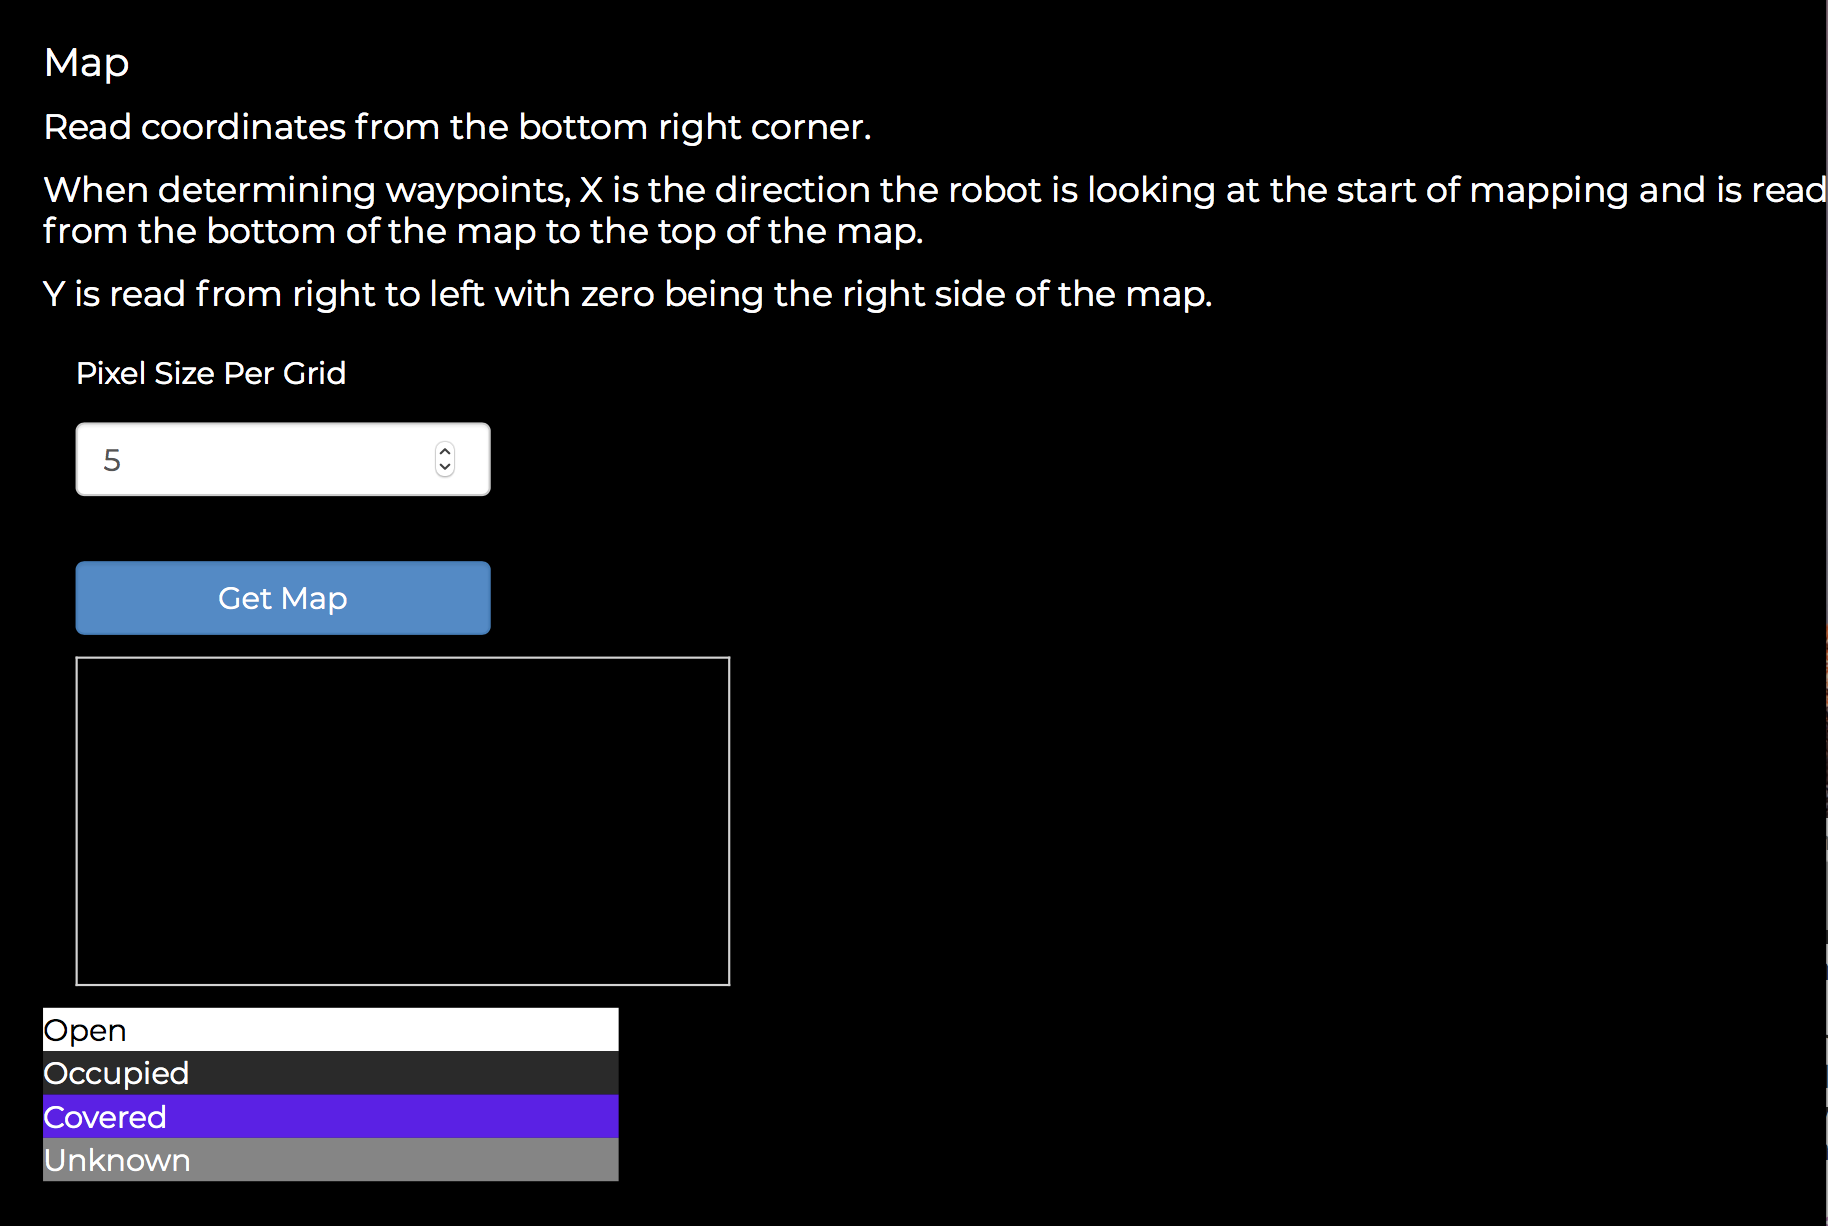 Map
Read coordinates from the bottom right corner.
When determining waypoints, X is the direction the robot is looking at the start of mapping and is read
from the bottom of the map to the top of the map.
Y is read from right to left with zero being the right side of the map.
Pixel Size Per Grid
5
Get Map
Open
Occupied
Covered
Unknown